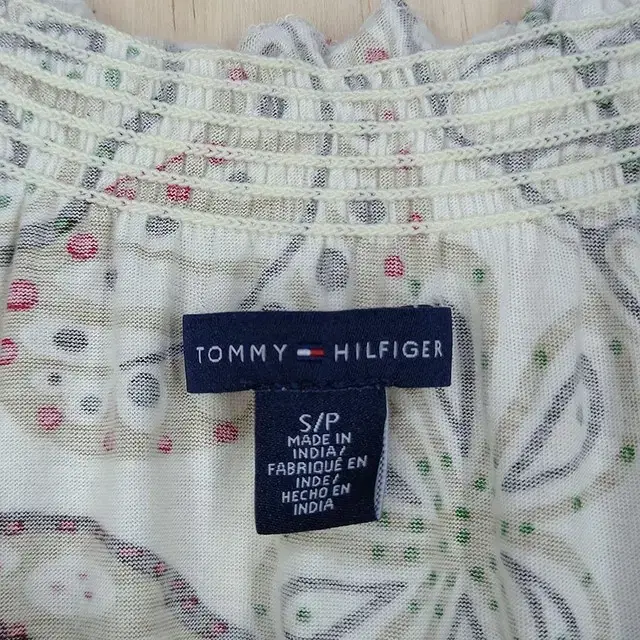 TOMMY HILFIGER
S/P
MADE IN
INDIA/
FABRIQUÉ EN
INDE/
HECHO EN
INDIA